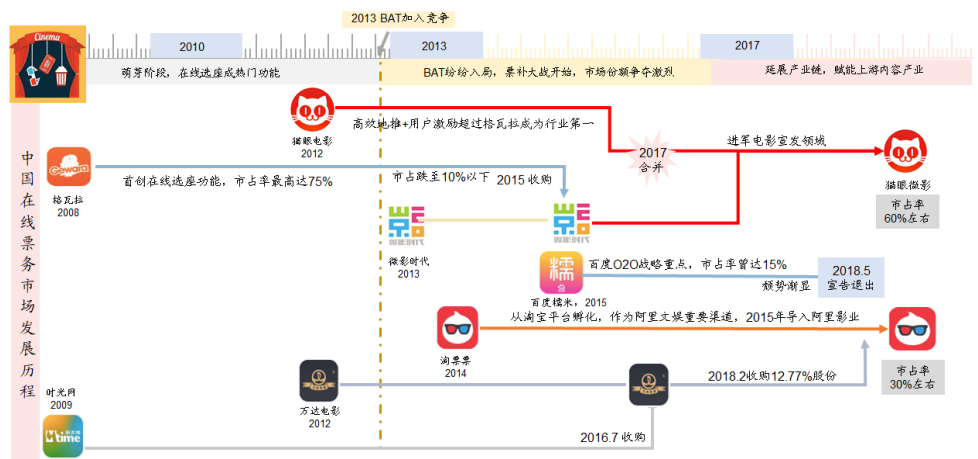 2013 BAT加入竞争
Cinema
2010
2013
2017
萌芽阶段，在线选座成热门功能
BAT纷纷入局，票补大战开始，市场份额争夺激烈
延展产业链，赋能上游内容产业
中国在线票务市场发展历程
猫眼电影
2012
高效地推+用户激励超过格瓦拉成为行业第一
2017
合并
进军电影宣发领域
猫眼微影
市占率
60%左右
Gewara
格瓦拉
2008
首创在线选座功能，市占率最高达75%
市占跌至10%以下
2015 收购
微影时代
2013
微影时代
糯
百度糯米，2015
百度O2O战略重点，市占率曾达15%
颓势渐显
2018.5
宣告退出
淘票票
2014
从淘宝平台孵化，作为阿里文娱重要渠道，2015年导入阿里影业
市占率
30%左右
万达电影
2012
2018.2收购12.77%股份
时光网
2009
Mtime
2016.7 收购